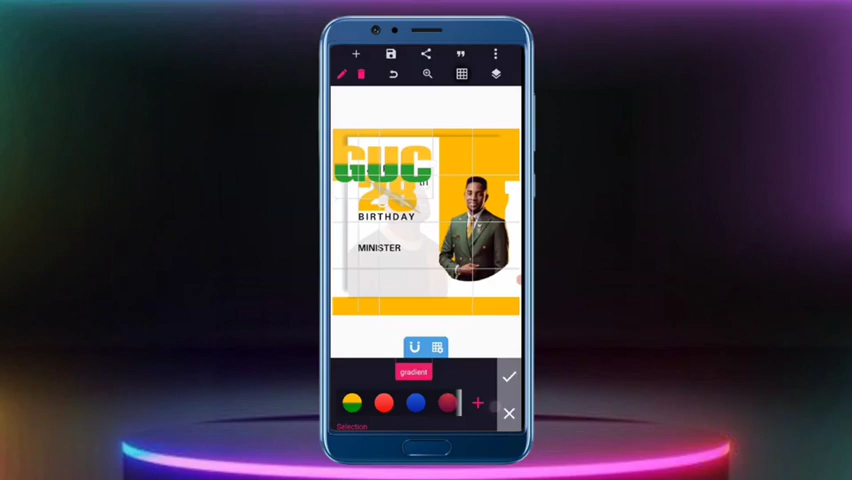 GUC
th
28
BIRTHDAY
MINISTER
gradient
Selection